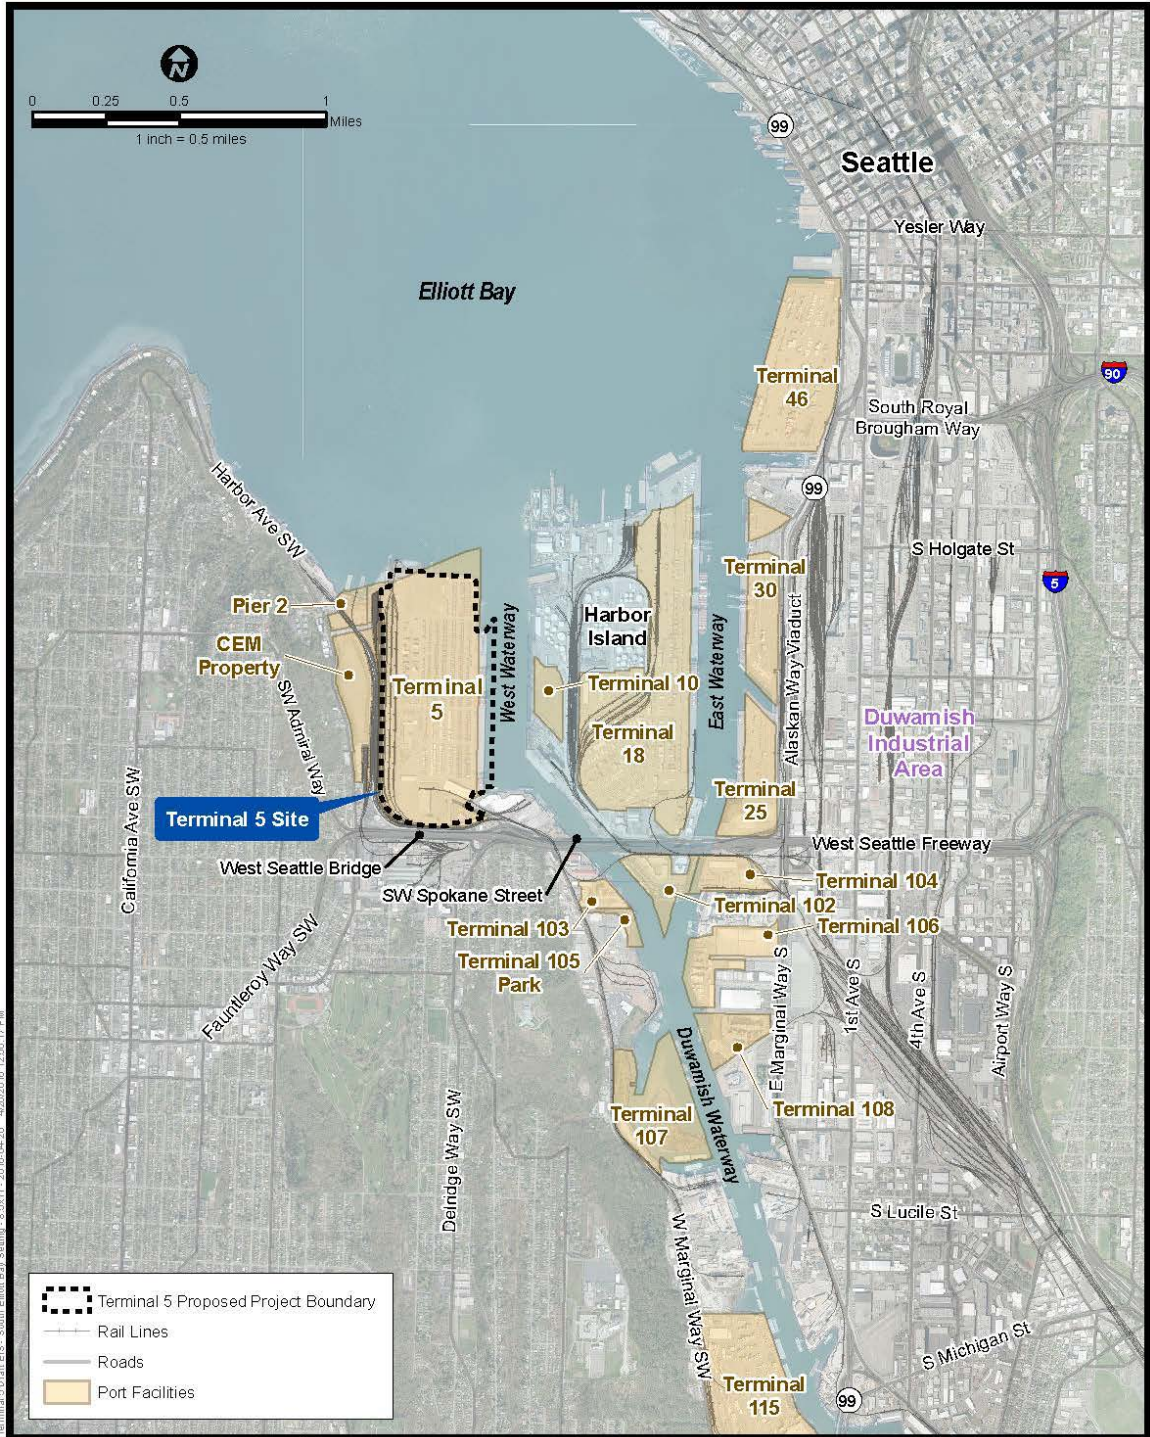 N
0 0.25 0.5 1
Miles
1 inch = 0.5 miles
99
Seattle
Yesler Way
Elliott Bay
Terminal
46
90
South Royal
Brougham Way
Harbor Ave SW
99
S Holgate St
Terminal
30
5
Pier 2
Harbor
Island
CEM
Property
West Waterway
East Waterway
Alaskan Way Viaduct
Terminal
5
Terminal 10
SW Admiral Way
Terminal
18
Duwamish
Industrial
Area
California Ave SW
Terminal
25
Terminal 5 Site
West Seattle Bridge
West Seattle Freeway
SW Spokane Street
Terminal 104
Terminal 102
Terminal 103
Terminal 106
Terminal 105
Park
Fauntleroy Way SW
E Marginal Way S
1st Ave S
4th Ave S
Airport Way S
Duwamish Waterway
Terminal
107
Terminal 108
Delridge Way SW
S Lucile St
W Marginal Way SW
S Michigan St
Terminal
115
99
Terminal 5 Proposed Project Boundary
Rail Lines
Roads
Port Facilities